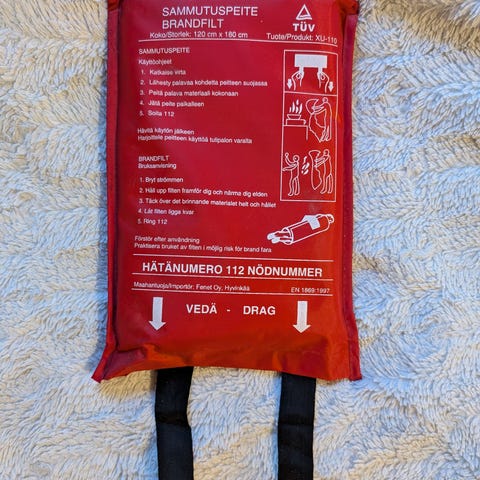 SAMMUTUSPEITE
BRANDFILT
Koko/Storlek: 120 cm x 180 cm
TÜV
Tuote/Produkt: XU-110
SAMMUTUSPEITE
Käyttöohjeet
1. Katkaise virta
2. Lähesty palavaa kohdetta peitteen suojassa
3. Peitä palava materiaali kokonaan
4. Jätä peite paikalleen
5. Soita 112
Hävitä käytön jälkeen
Harjoittele peitteen käyttöä tulipalon varalta
BRANDFILT
Bruksanvisning
1. Bryt strömmen
2. Håll upp filten framför dig och närma dig elden
3. Täck över det brinnande materialet helt och hållet
4. Låt filten ligga kvar
5. Ring 112
Förstör efter användning
Praktisera bruket av filten i möjlig risk för brand fara
HÄTÄNUMERO 112 NÖDNUMMER
Maahantuoja/Importör: Fenet Oy, Hyvinkää
EN 1869:1997
VEDÄ - DRAG